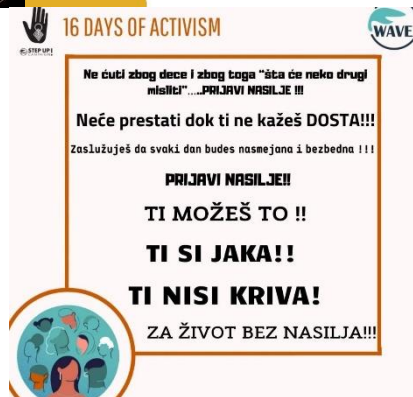 16 DAYS OF ACTIVISM
STEP UP!
WAVE
Ne ćuti zbog dece i zbog toga "šta će neko drugi
misliti".....PRIJAVI NASILJE !!!
Neće prestati dok ti ne kažeš DOSTA!!!
Zaslužuješ da svaki dan budes nasmejana i bezbedna !!!
PRIJAVI NASILJE!!
TI MOŽEŠ TO !!
TI SI JAKA!!
TI NISI KRIVA!
ZA ŽIVOT BEZ NASILJA!!!